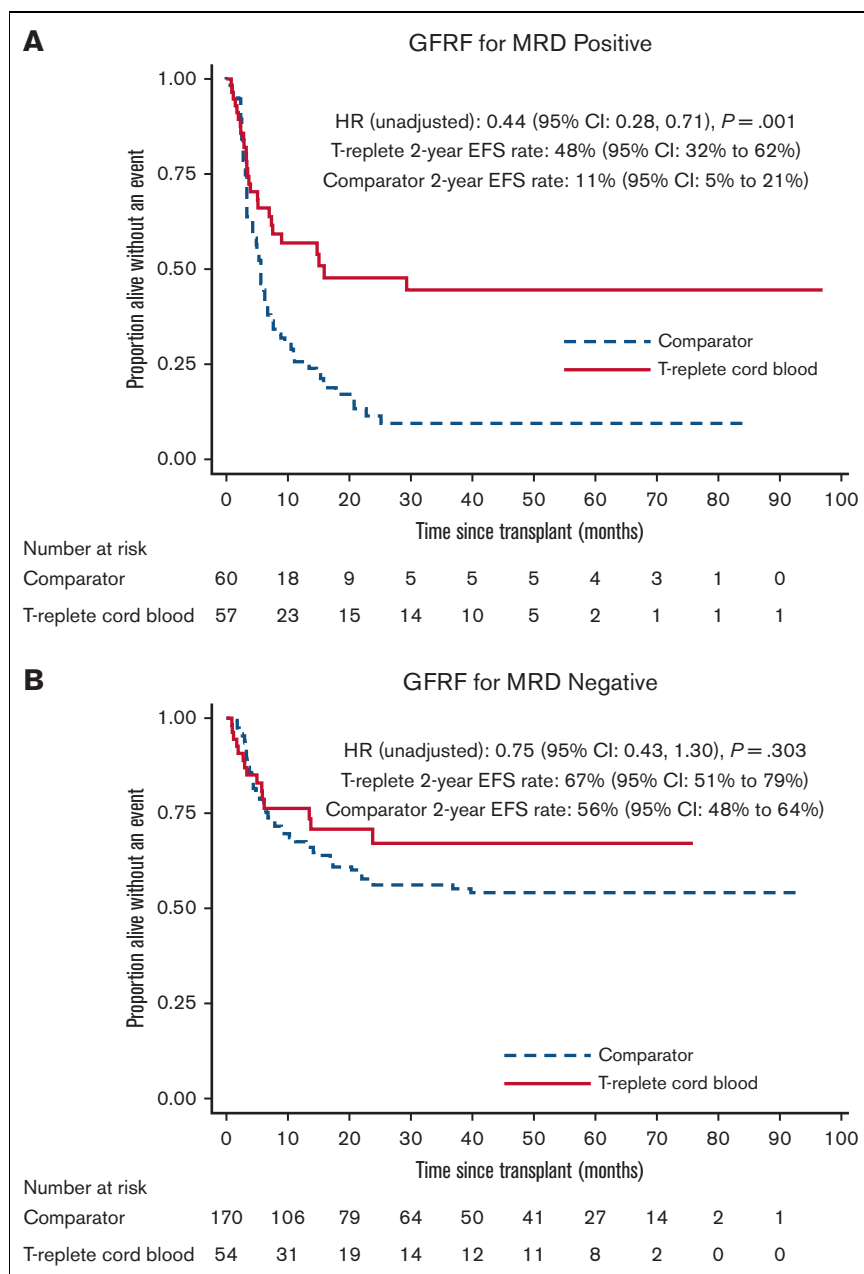 A
GFRF for MRD Positive
HR (unadjusted): 0.44 (95% CI: 0.28, 0.71), P = .001
T-replete 2-year EFS rate: 48% (95% CI: 32% to 62%)
Comparator 2-year EFS rate: 11% (95% CI: 5% to 21%)
Proportion alive without an event
1.00
0.75
0.50
0.25
0.00
Comparator
T-replete cord blood
0 10 20 30 40 50 60 70 80 90 100
Time since transplant (months)
Number at risk
Comparator 60 18 9 5 5 5 4 3 1 0
T-replete cord blood 57 23 15 14 10 5 2 1 1 1
B
GFRF for MRD Negative
HR (unadjusted): 0.75 (95% CI: 0.43, 1.30), P = .303
T-replete 2-year EFS rate: 67% (95% CI: 51% to 79%)
Comparator 2-year EFS rate: 56% (95% CI: 48% to 64%)
Proportion alive without an event
1.00
0.75
0.50
0.25
0.00
Comparator
T-replete cord blood
0 10 20 30 40 50 60 70 80 90 100
Time since transplant (months)
Number at risk
Comparator 170 106 79 64 50 41 27 14 2 1
T-replete cord blood 54 31 19 14 12 11 8 2 0 0